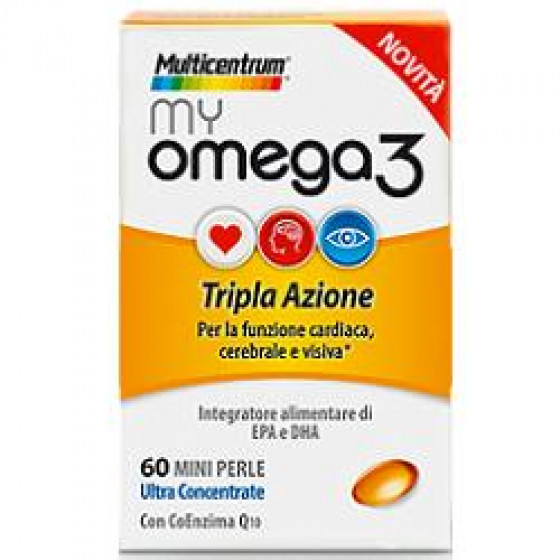 Multicentrum®
NOVITÀ
my
omega3
Tripla Azione
Per la funzione cardiaca,
cerebrale e visiva*
Integratore alimentare di
EPA e DHA
60 MINI PERLE
Ultra Concentrate
Con CoEnzima Q10